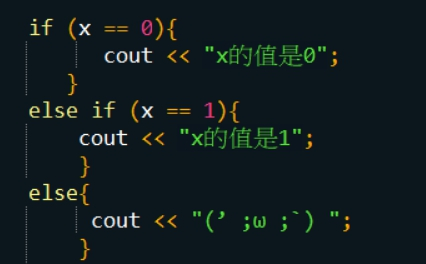 if (x == 0){
cout << "x的值是0";
}
else if (x == 1){
cout << "x的值是1";
}
else{
cout << "(’ ;ω ;`) ";
}